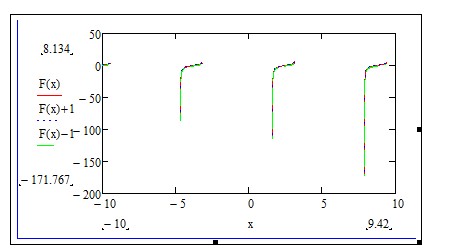 50
8.134
0
F(x)
F(x)+1
− 50
F(x)−1
− 100
− 150
− 171.767
− 200
− 10 − 5 0 5 10
− 10 x 9.42